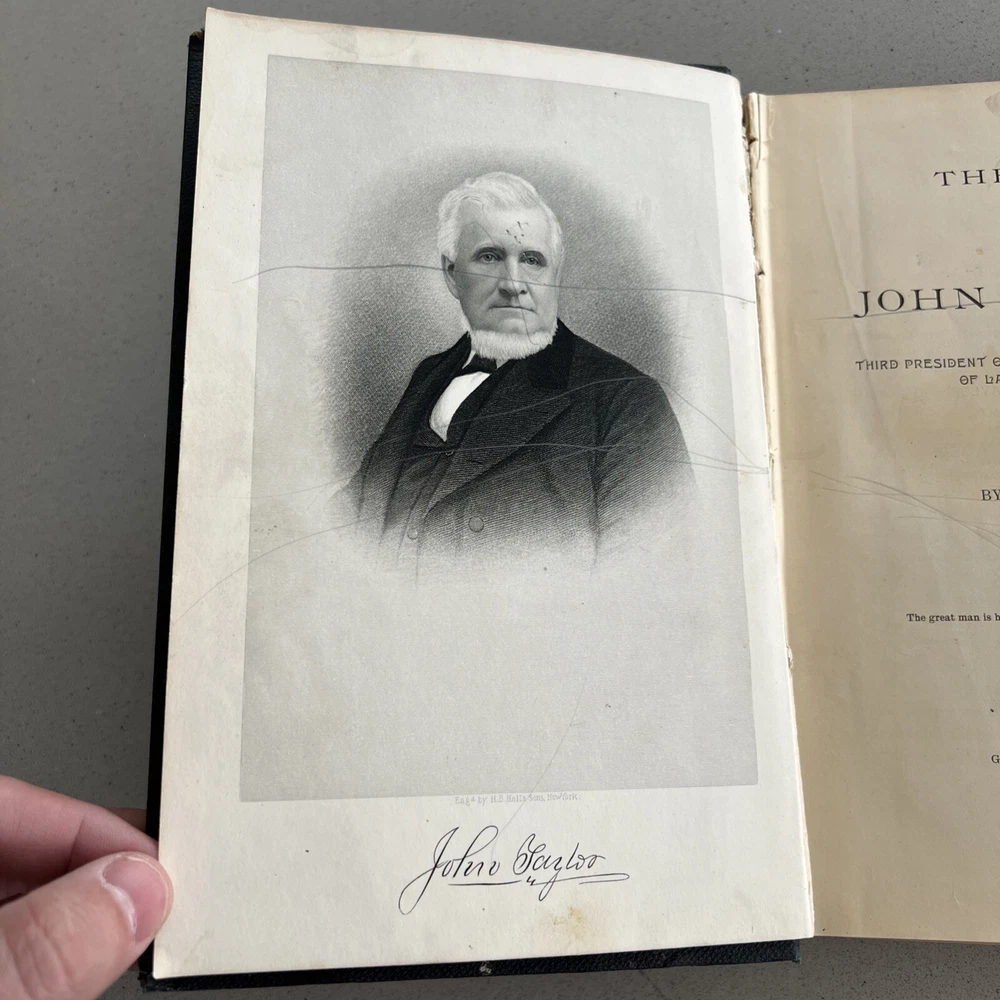 Eng'd by H.B. Hall & Sons, New York.
John Taylor
THE
JOHN
THIRD PRESIDENT
OF LA
BY
The great man is h
G